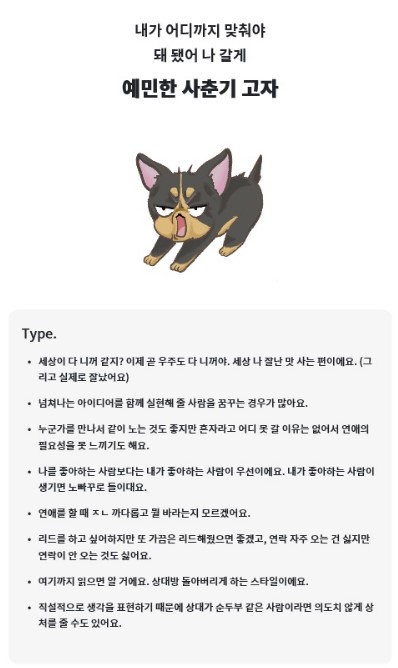 내가 어디까지 맞춰야
돼 됐어 나 갈게
예민한 사춘기 고자
Type.
• 세상이 다 니꺼 같지? 이제 곧 우주도 다 니꺼야. 세상 나 잘난 맛 사는 편이에요. (그
리고 실제로 잘났어요)
• 넘쳐나는 아이디어를 함께 실현해 줄 사람을 꿈꾸는 경우가 많아요.
• 누군가를 만나서 같이 노는 것도 좋지만 혼자라고 어디 못 갈 이유는 없어서 연애의
필요성을 못 느끼기도 해요.
• 나를 좋아하는 사람보다는 내가 좋아하는 사람이 우선이에요. 내가 좋아하는 사람이
생기면 노빠꾸로 들이대요.
• 연애를 할 때 ㅈㄴ 까다롭고 뭘 바라는지 모르겠어요.
• 리드를 하고 싶어하지만 또 가끔은 리드해줬으면 좋겠고, 연락 자주 오는 건 싫지만
연락이 안 오는 것도 싫어요.
• 여기까지 읽으면 알 거에요. 상대방 돌아버리게 하는 스타일이에요.
• 직설적으로 생각을 표현하기 때문에 상대가 순두부 같은 사람이라면 의도치 않게 상
처를 줄 수도 있어요.